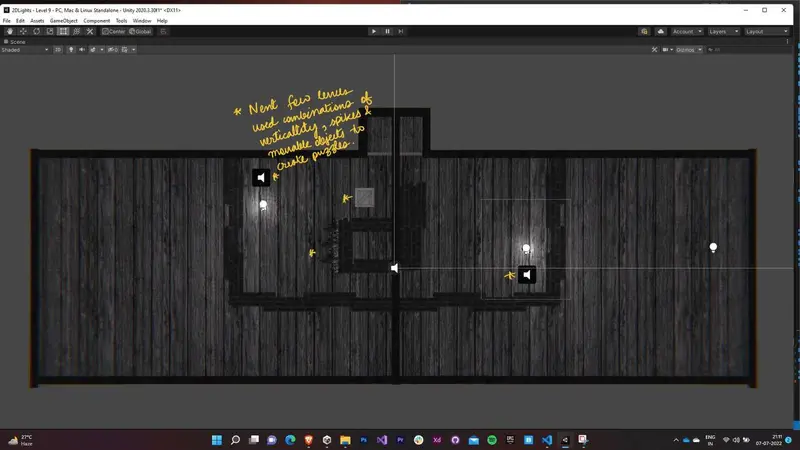 2DLights - Level 9 - PC, Mac & Linux Standalone - Unity 2020.3.30f1* <DX11>
File Edit Assets GameObject Component Tools Window Help
Center Global Account Layers Layout
Scene
Shaded 2D Gizmos All
* Next few levels
used combinations of
verticallity, spikes &
movable objects to
create puzzles.
27°C
Haze
ENG
IN
21:11
07-07-2022